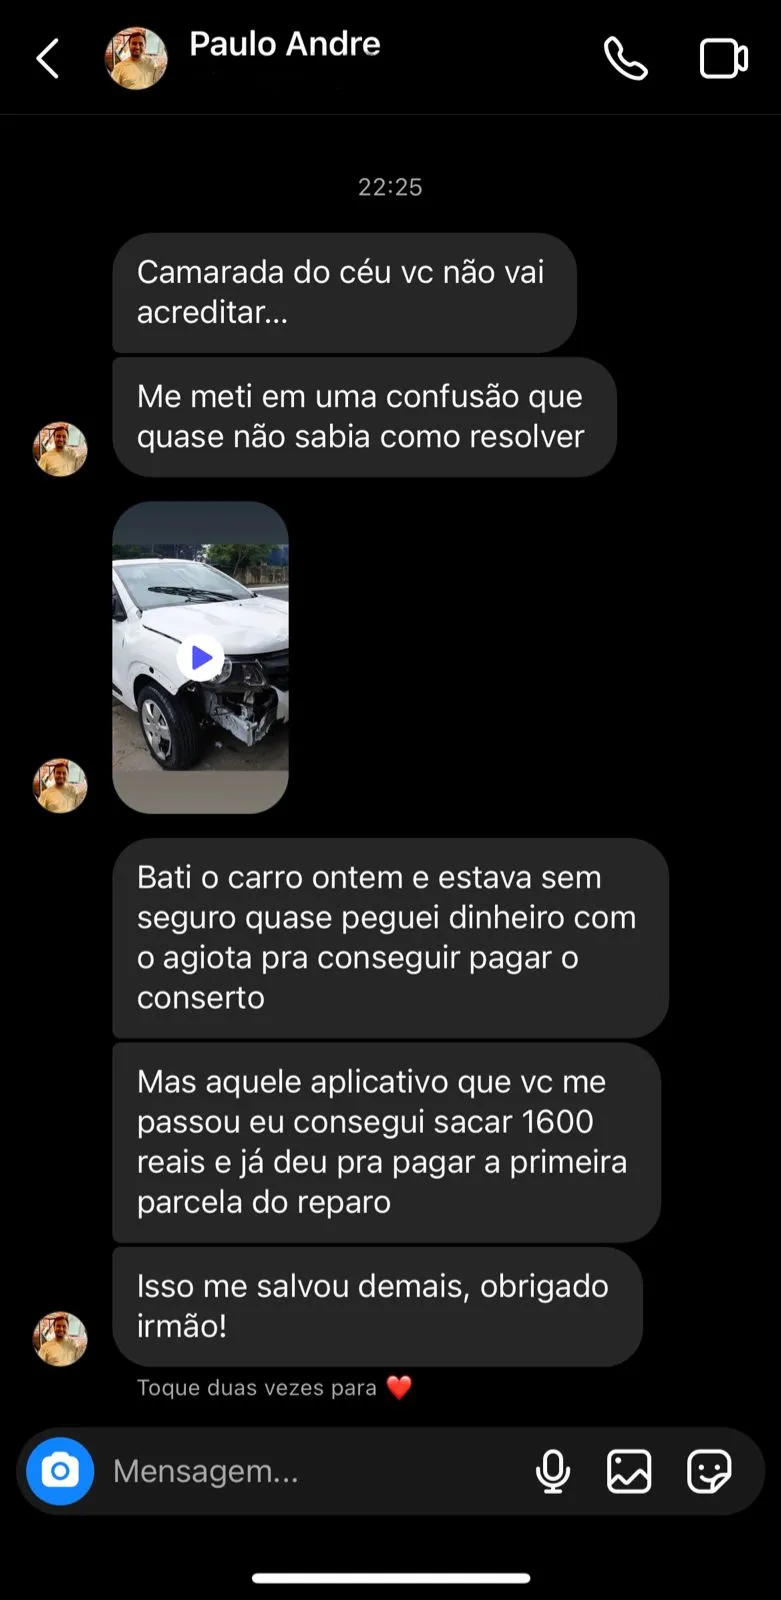 Paulo Andre
22:25
Camarada do céu vc não vai
acreditar...
Me meti em uma confusão que
quase não sabia como resolver
Bati o carro ontem e estava sem
seguro quase peguei dinheiro com
o agiota pra conseguir pagar o
conserto
Mas aquele aplicativo que vc me
passou eu consegui sacar 1600
reais e já deu pra pagar a primeira
parcela do reparo
Isso me salvou demais, obrigado
irmão!
Toque duas vezes para ❤️
Mensagem...